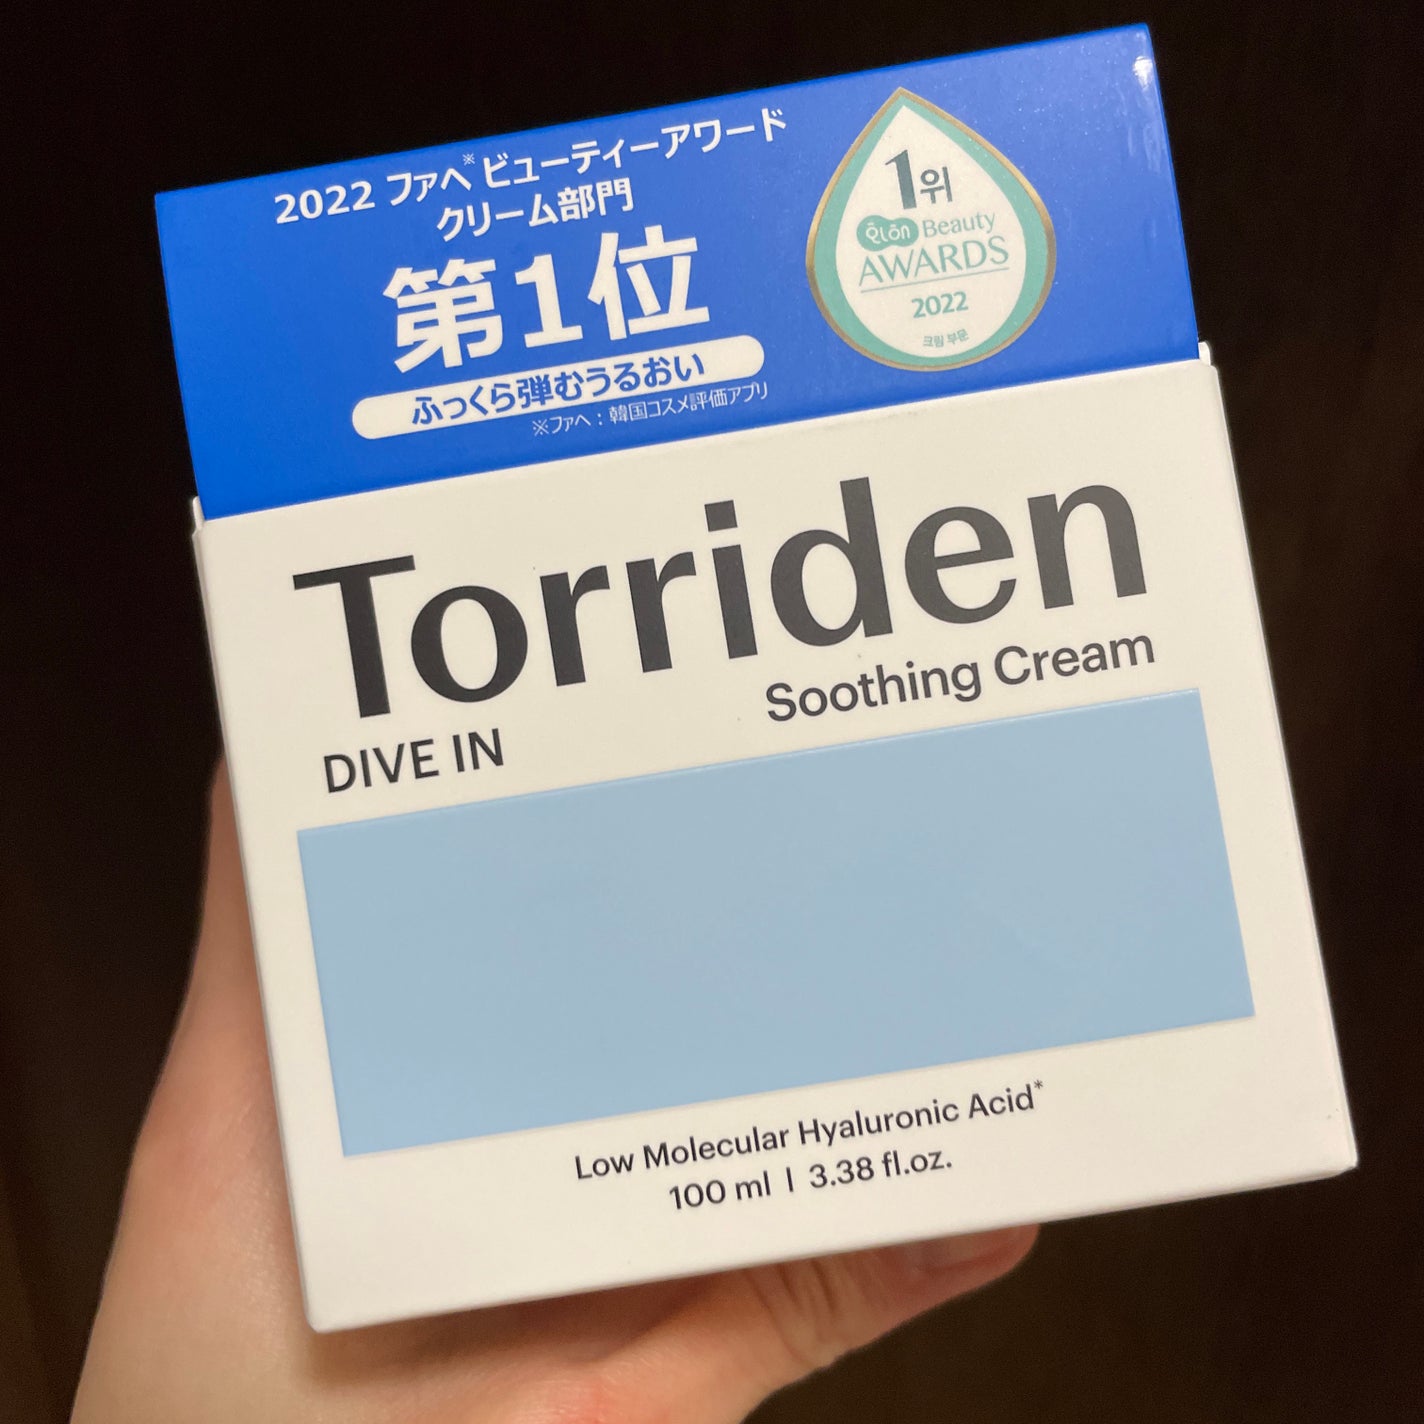 2022 ファヘ※ ビューティーアワード
クリーム部門
第1位
ふっくら弾むうるおい
※ファヘ：韓国コスメ評価アプリ
1위
Beauty
AWARDS
2022
크림 부문
Torriden
DIVE IN
Soothing Cream
Low Molecular Hyaluronic Acid*
100 ml | 3.38 fl.oz.